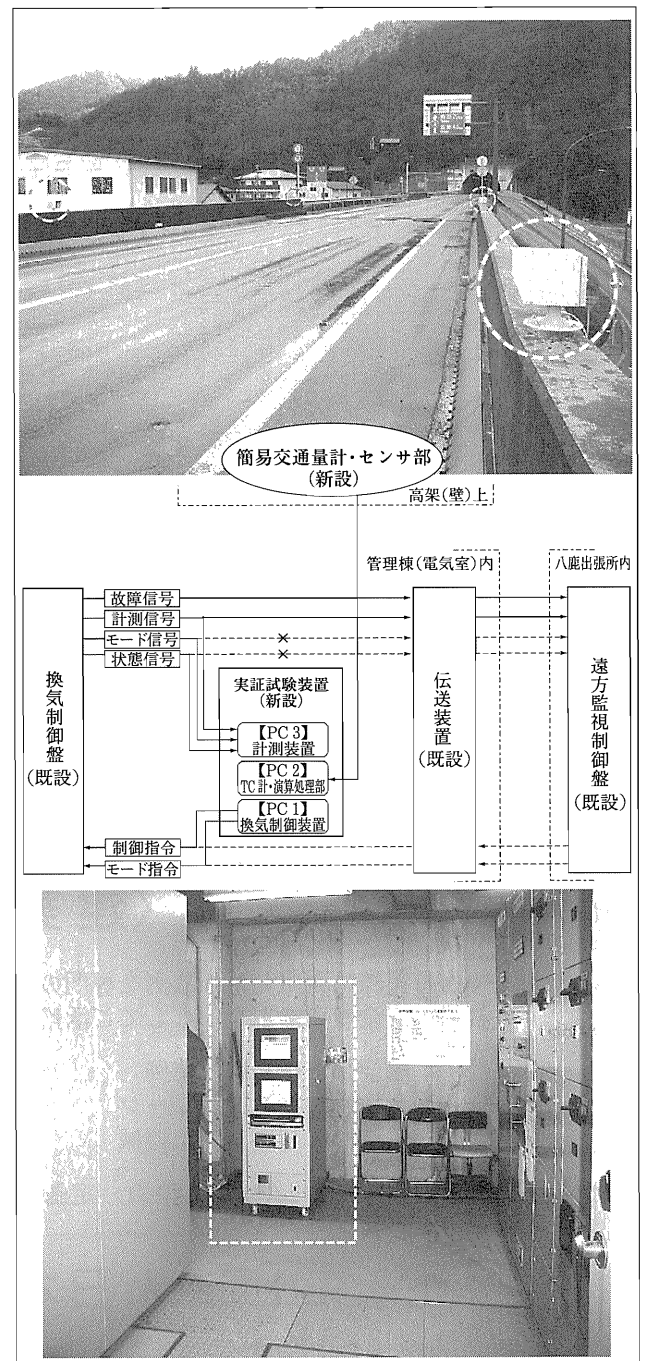 簡易交通量計・センサ部
(新設)
高架(壁)上
管理棟(電気室)内
八鹿出張所内
故障信号
計測信号
モード信号
状態信号
換気制御盤
(既設)
実証試験装置
(新設)
【PC 3】
計測装置
【PC 2】
TC計・演算処理部
【PC 1】
換気制御装置
伝送装置
(既設)
遠方監視制御盤
(既設)
制御指令
モード指令